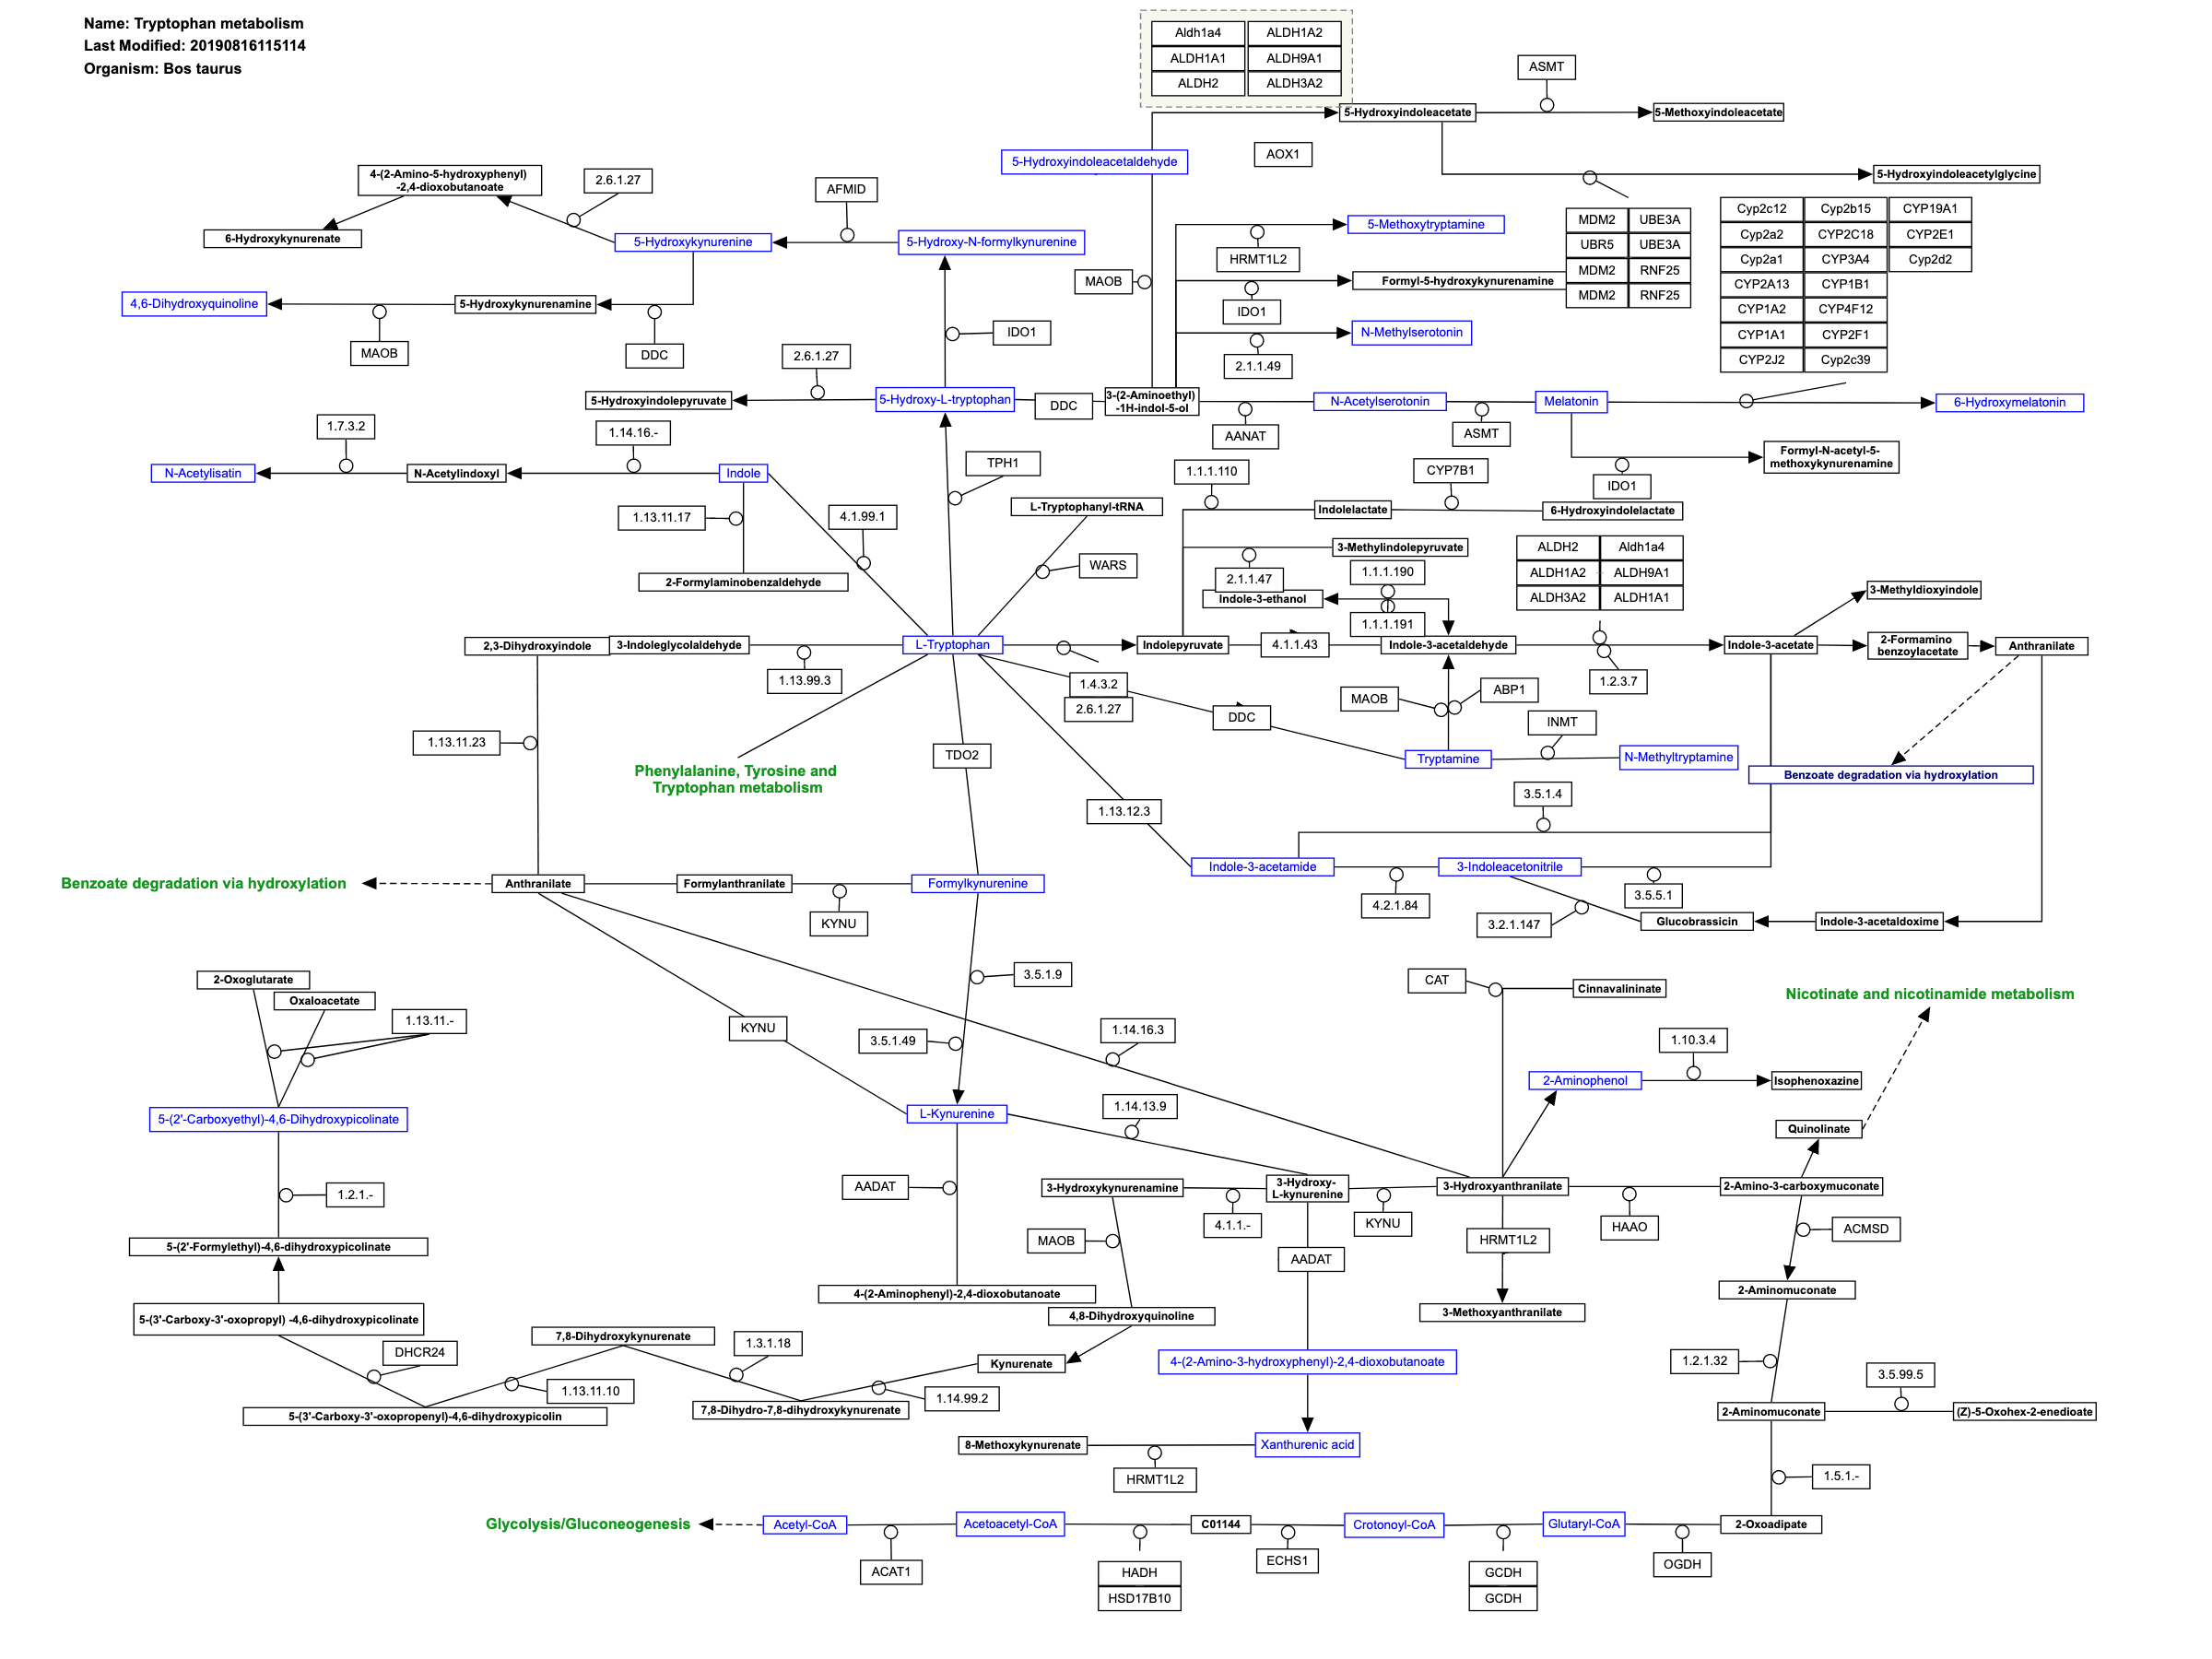 Name: Tryptophan metabolism
Last Modified: 20190816115114
Organism: Bos taurus
Aldh1a4
ALDH1A2
ALDH1A1
ALDH9A1
ALDH2
ALDH3A2
ASMT
5-Hydroxyindoleacetate
5-Methoxyindoleacetate
AOX1
5-Hydroxyindoleacetaldehyde
5-Hydroxyindoleacetylglycine
4-(2-Amino-5-hydroxyphenyl)
-2,4-dioxobutanoate
2.6.1.27
AFMID
6-Hydroxykynurenate
5-Hydroxykynurenine
5-Hydroxy-N-formylkynurenine
5-Methoxytryptamine
HRMT1L2
MAOB
Formyl-5-hydroxykynurenamine
IDO1
N-Methylserotonin
2.1.1.49
MDM2
UBE3A
UBR5
UBE3A
MDM2
RNF25
MDM2
RNF25
Cyp2c12
Cyp2b15
CYP19A1
Cyp2a2
CYP2C18
CYP2E1
Cyp2a1
CYP3A4
Cyp2d2
CYP2A13
CYP1B1
CYP1A2
CYP4F12
CYP1A1
CYP2F1
CYP2J2
Cyp2c39
4,6-Dihydroxyquinoline
5-Hydroxykynurenamine
MAOB
DDC
IDO1
2.6.1.27
5-Hydroxyindolepyruvate
5-Hydroxy-L-tryptophan
DDC
3-(2-Aminoethyl)
-1H-indol-5-ol
AANAT
N-Acetylserotonin
ASMT
Melatonin
6-Hydroxymelatonin
IDO1
Formyl-N-acetyl-5-
methoxykynurenamine
1.7.3.2
1.14.16.-
N-Acetylisatin
N-Acetylindoxyl
Indole
TPH1
1.13.11.17
4.1.99.1
2-Formylaminobenzaldehyde
L-Tryptophanyl-tRNA
WARS
1.1.1.110
CYP7B1
Indolelactate
6-Hydroxyindolelactate
3-Methylindolepyruvate
2.1.1.47
1.1.1.190
Indole-3-ethanol
1.1.1.191
ALDH2
Aldh1a4
ALDH1A2
ALDH9A1
ALDH3A2
ALDH1A1
3-Methyldioxyindole
2,3-Dihydroxyindole
3-Indoleglycolaldehyde
1.13.99.3
L-Tryptophan
Indolepyruvate
4.1.1.43
Indole-3-acetaldehyde
1.2.3.7
Indole-3-acetate
2-Formamino
benzoylacetate
Anthranilate
1.4.3.2
2.6.1.27
DDC
MAOB
ABP1
INMT
Tryptamine
N-Methyltryptamine
Benzoate degradation via hydroxylation
1.13.11.23
TDO2
Phenylalanine, Tyrosine and
Tryptophan metabolism
1.13.12.3
3.5.1.4
Indole-3-acetamide
4.2.1.84
3-Indoleacetonitrile
3.5.5.1
3.2.1.147
Glucobrassicin
Indole-3-acetaldoxime
Benzoate degradation via hydroxylation
Anthranilate
Formylanthranilate
KYNU
Formylkynurenine
3.5.1.9
3.5.1.49
KYNU
1.14.16.3
2-Oxoglutarate
Oxaloacetate
1.13.11.-
5-(2'-Carboxyethyl)-4,6-Dihydroxypicolinate
1.2.1.-
5-(2'-Formylethyl)-4,6-dihydroxypicolinate
5-(3'-Carboxy-3'-oxopropyl) -4,6-dihydroxypicolinate
DHCR24
5-(3'-Carboxy-3'-oxopropenyl)-4,6-dihydroxypicolin
1.13.11.10
7,8-Dihydroxykynurenate
1.3.1.18
7,8-Dihydro-7,8-dihydroxykynurenate
1.14.99.2
Kynurenate
L-Kynurenine
1.14.13.9
AADAT
4-(2-Aminophenyl)-2,4-dioxobutanoate
3-Hydroxykynurenamine
MAOB
4,8-Dihydroxyquinoline
4.1.1.-
3-Hydroxy-
L-kynurenine
KYNU
AADAT
4-(2-Amino-3-hydroxyphenyl)-2,4-dioxobutanoate
Xanthurenic acid
8-Methoxykynurenate
HRMT1L2
CAT
Cinnavalininate
Nicotinate and nicotinamide metabolism
1.10.3.4
2-Aminophenol
Isophenoxazine
Quinolinate
3-Hydroxyanthranilate
HRMT1L2
3-Methoxyanthranilate
HAAO
2-Amino-3-carboxymuconate
ACMSD
2-Aminomuconate
1.2.1.32
3.5.99.5
2-Aminomuconate
(Z)-5-Oxohex-2-enedioate
1.5.1.-
2-Oxoadipate
OGDH
Glutaryl-CoA
GCDH
GCDH
Crotonoyl-CoA
ECHS1
C01144
HADH
HSD17B10
Acetoacetyl-CoA
ACAT1
Acetyl-CoA
Glycolysis/Gluconeogenesis